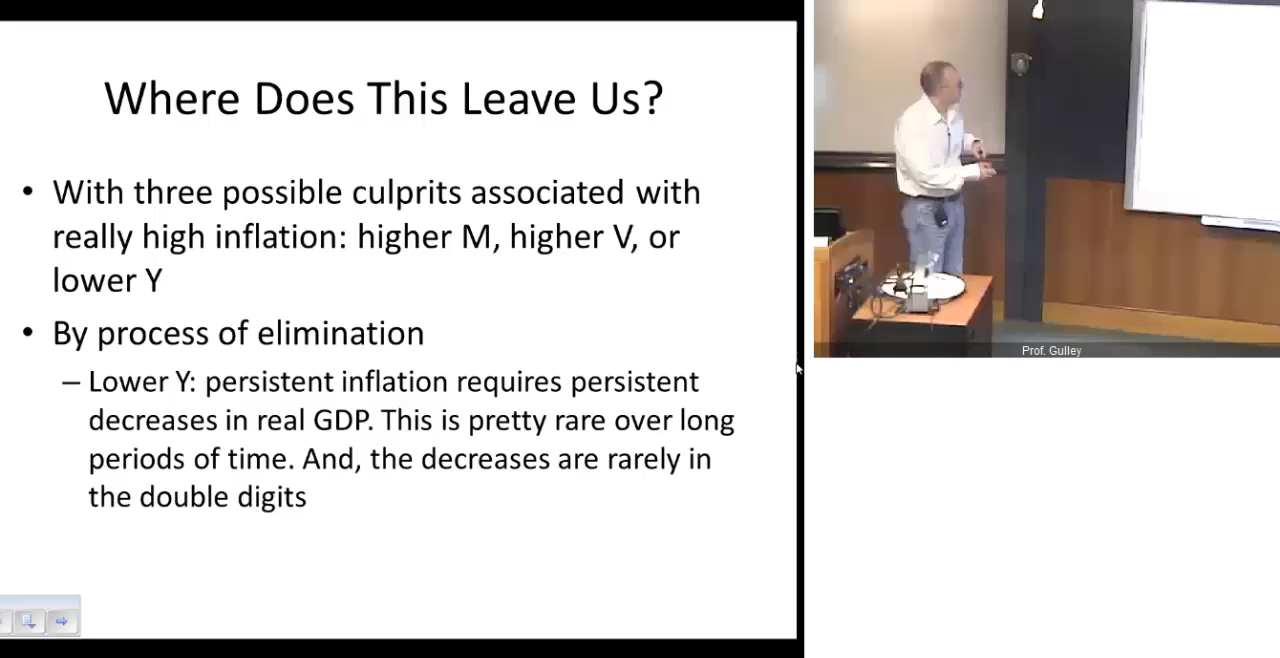 Where Does This Leave Us?
• With three possible culprits associated with
really high inflation: higher M, higher V, or
lower Y
• By process of elimination
– Lower Y: persistent inflation requires persistent
decreases in real GDP. This is pretty rare over long
periods of time. And, the decreases are rarely in
the double digits
Prof. Gulley